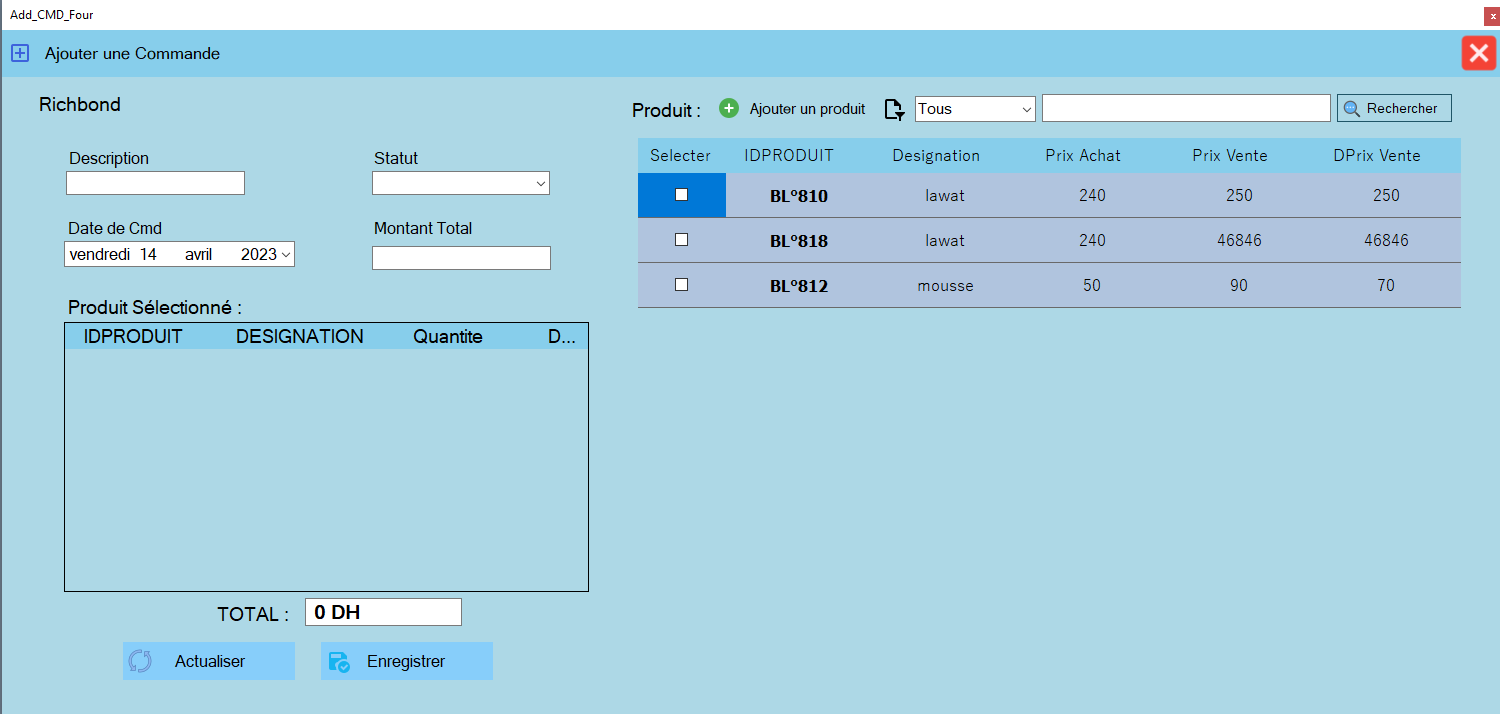 Add_CMD_Four
Ajouter une Commande
Richbond
Description
Statut
Date de Cmd
Montant Total
vendredi 14 avril 2023
Produit Sélectionné :
IDPRODUIT DESIGNATION Quantite D...
TOTAL : 0 DH
Actualiser
Enregistrer
Produit : Ajouter un produit Tous Rechercher
Selecter IDPRODUIT Designation Prix Achat Prix Vente DPrix Vente
BL°810 lawat 240 250 250
BL°818 lawat 240 46846 46846
BL°812 mousse 50 90 70